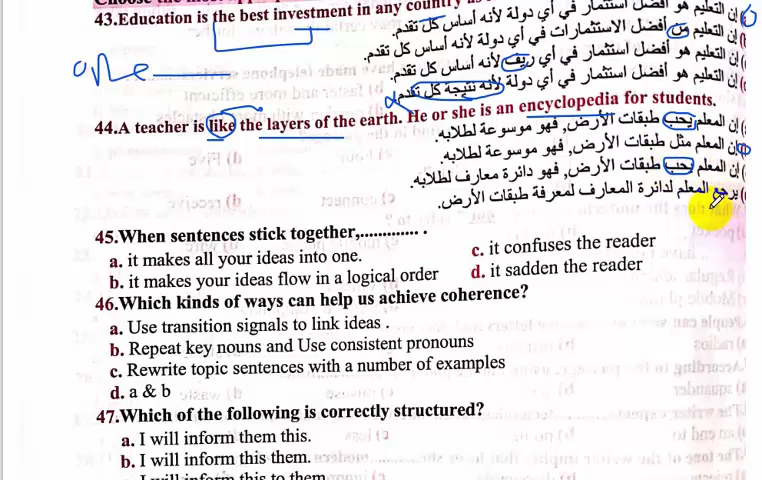 43.Education is the best investment in any country as
إن التعليم هو أفضل استثمار في أي دولة لأنه أساس كل تقدم.
إن التعليم من أفضل الاستثمارات في أي دولة لأنه أساس كل تقدم.
إن التعليم هو أفضل استثمار في أي ريف لأنه أساس كل تقدم.
إن التعليم هو أفضل استثمار في أي دولة لأنه نتيجة كل تقدم.
one
44.A teacher is like the layers of the earth. He or she is an encyclopedia for students.
إن المعلم يحب طبقات الأرض, فهو موسوعة لطلابه.
إن المعلم مثل طبقات الأرض, فهو موسوعة لطلابه.
إن المعلم يحب طبقات الأرض, فهو دائرة معارف لطلابه.
يرجع المعلم لدائرة المعارف لمعرفة طبقات الأرض.
45.When sentences stick together,.............. .
a. it makes all your ideas into one.
b. it makes your ideas flow in a logical order
c. it confuses the reader
d. it sadden the reader
46.Which kinds of ways can help us achieve coherence?
a. Use transition signals to link ideas .
b. Repeat key nouns and Use consistent pronouns
c. Rewrite topic sentences with a number of examples
d. a & b
47.Which of the following is correctly structured?
a. I will inform them this.
b. I will inform this them.